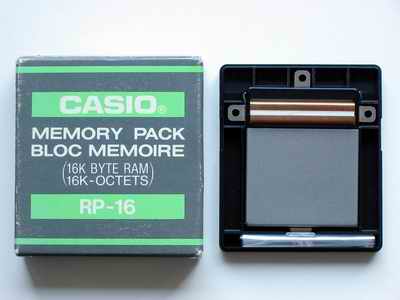 CASIO®
MEMORY PACK
BLOC MEMOIRE
(16K BYTE RAM
16K-OCTETS)
RP-16